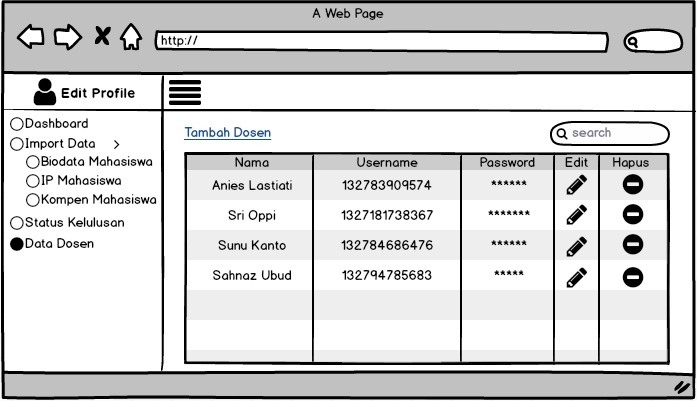 A Web Page
http://
Edit Profile
Dashboard
Import Data >
Biodata Mahasiswa
IP Mahasiswa
Kompen Mahasiswa
Status Kelulusan
Data Dosen
Tambah Dosen
search
Nama Username Password Edit Hapus
Anies Lastiati 132783909574 ******
Sri Oppi 1327181738367 *******
Sunu Kanto 132784686476 ******
Sahnaz Ubud 132794785683 *****